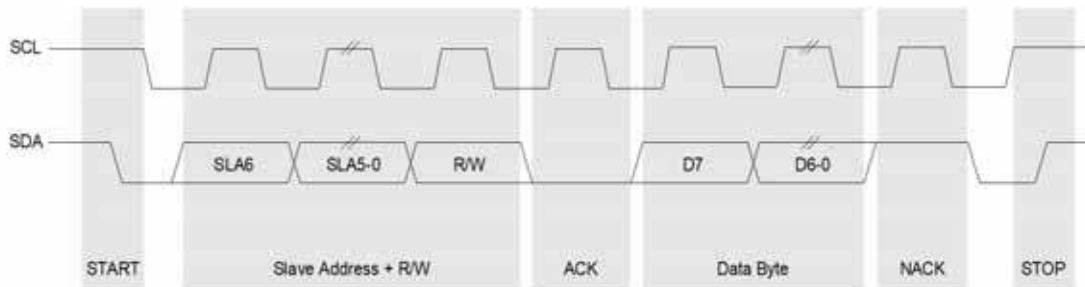 SCL
SDA
SLA6 SLA5-0 R/W D7 D6-0
START Slave Address + R/W ACK Data Byte NACK STOP